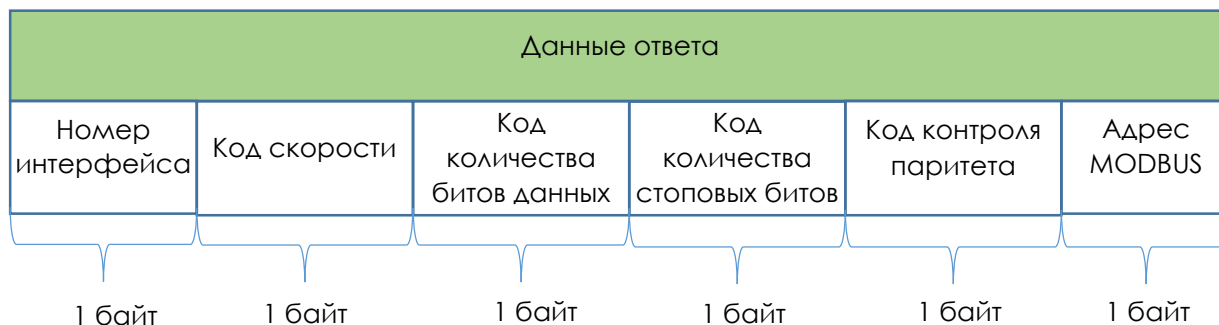 Данные ответа
Номер
интерфейса
Код скорости
Код
количества
битов данных
Код
количества
стоповых битов
Код контроля
паритета
Адрес
MODBUS
1 байт
1 байт
1 байт
1 байт
1 байт
1 байт